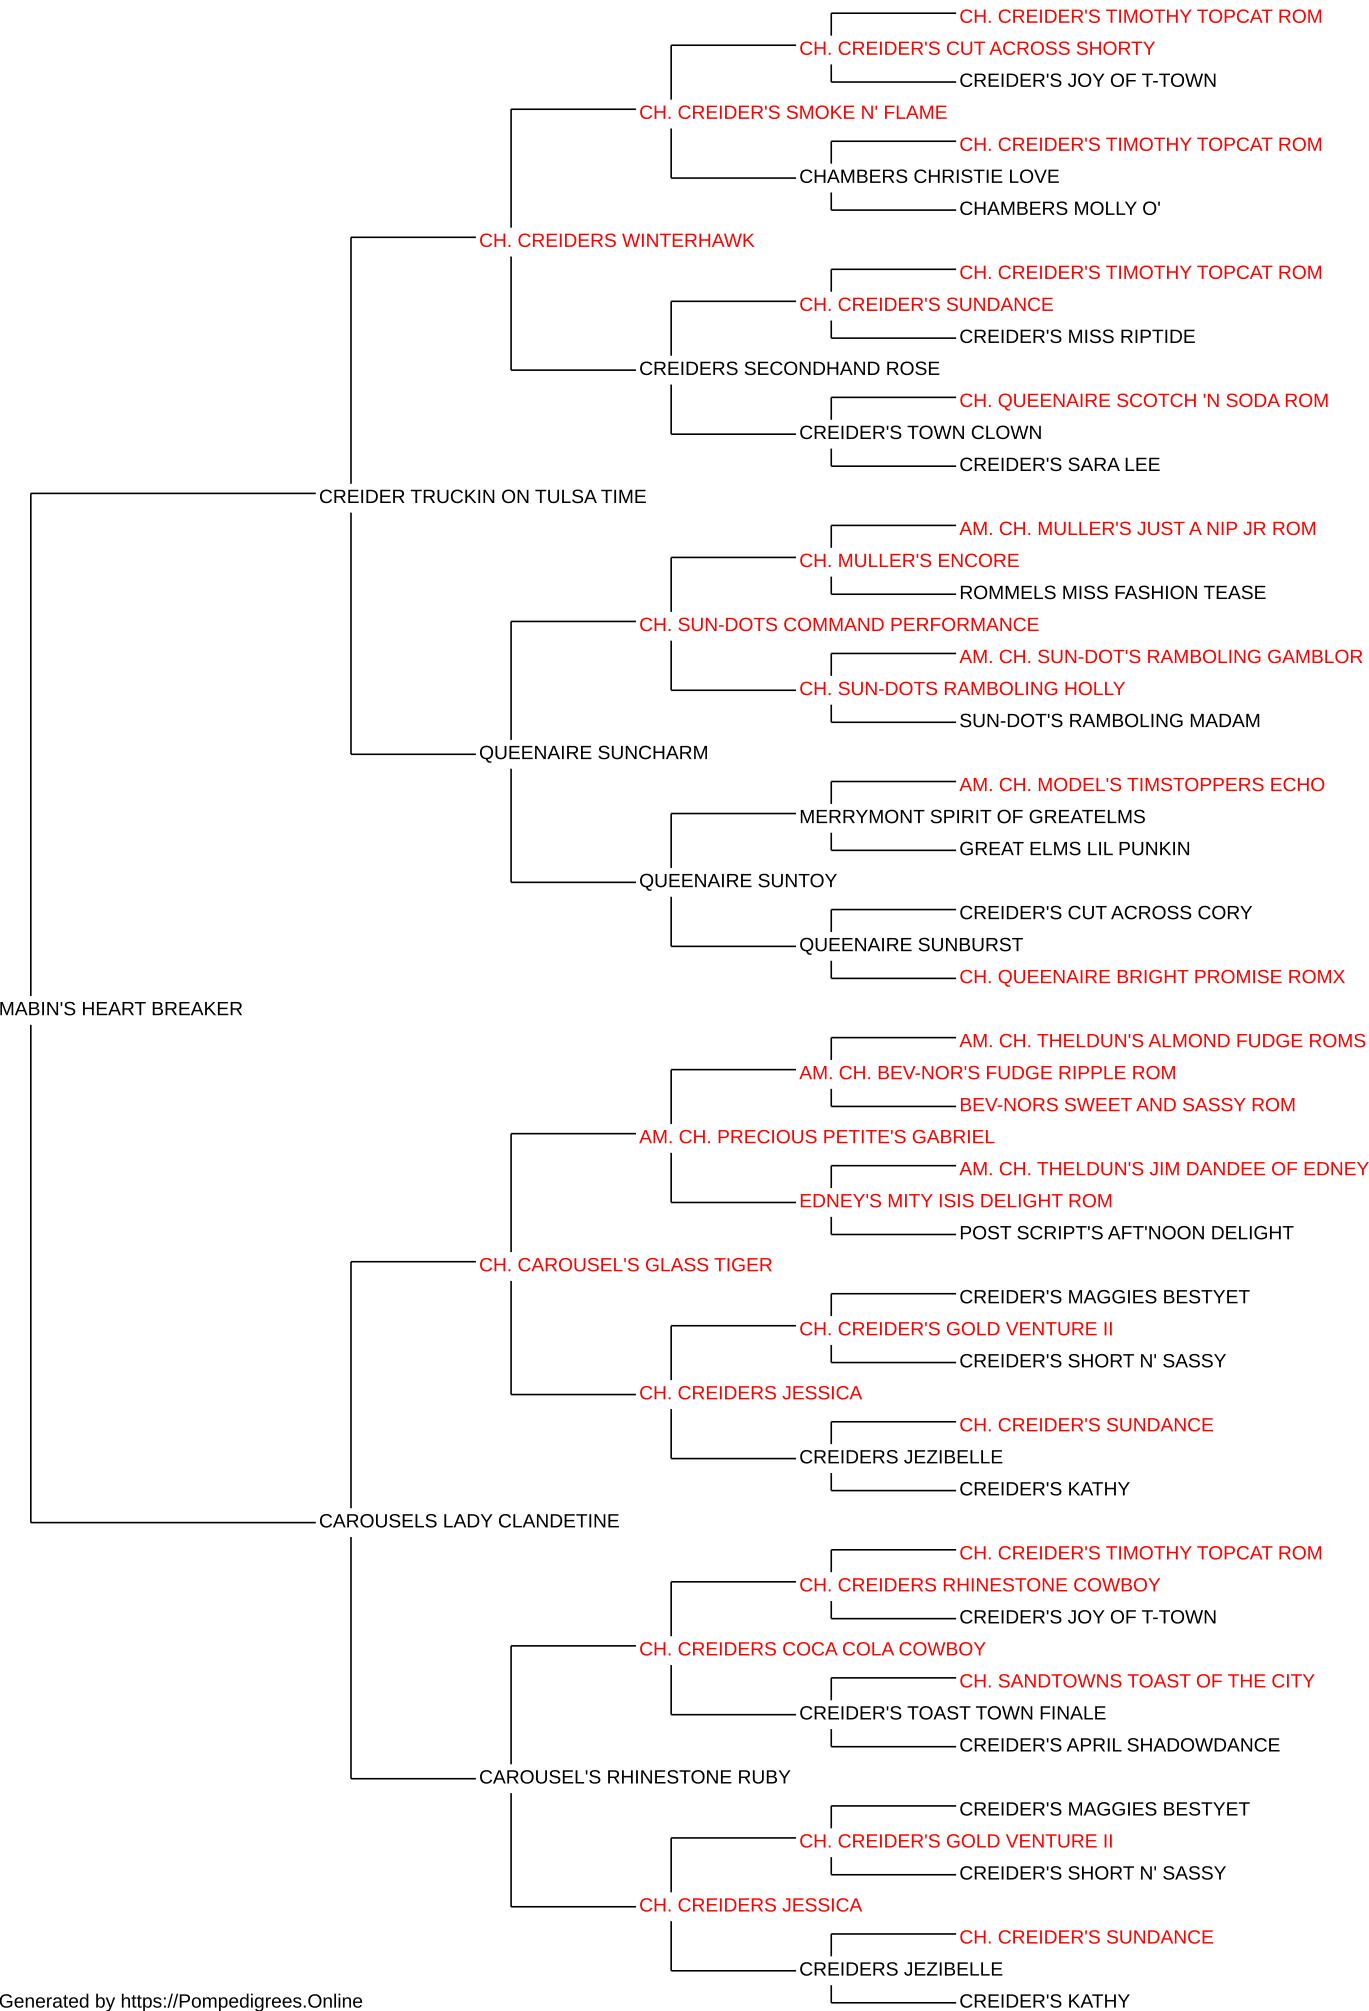 CH. CREIDER'S TIMOTHY TOPCAT ROM
CH. CREIDER'S CUT ACROSS SHORTY
CREIDER'S JOY OF T-TOWN
CH. CREIDER'S SMOKE N' FLAME
CH. CREIDER'S TIMOTHY TOPCAT ROM
CHAMBERS CHRISTIE LOVE
CHAMBERS MOLLY O'
CH. CREIDERS WINTERHAWK
CH. CREIDER'S TIMOTHY TOPCAT ROM
CH. CREIDER'S SUNDANCE
CREIDER'S MISS RIPTIDE
CREIDERS SECONDHAND ROSE
CH. QUEENAIRE SCOTCH 'N SODA ROM
CREIDER'S TOWN CLOWN
CREIDER'S SARA LEE
CREIDER TRUCKIN ON TULSA TIME
AM. CH. MULLER'S JUST A NIP JR ROM
CH. MULLER'S ENCORE
ROMMELS MISS FASHION TEASE
CH. SUN-DOTS COMMAND PERFORMANCE
AM. CH. SUN-DOT'S RAMBOLING GAMBLOR
CH. SUN-DOTS RAMBOLING HOLLY
SUN-DOT'S RAMBOLING MADAM
QUEENAIRE SUNCHARM
AM. CH. MODEL'S TIMSTOPPERS ECHO
MERRYMONT SPIRIT OF GREATELMS
GREAT ELMS LIL PUNKIN
QUEENAIRE SUNTOY
CREIDER'S CUT ACROSS CORY
QUEENAIRE SUNBURST
CH. QUEENAIRE BRIGHT PROMISE ROMX
MABIN'S HEART BREAKER
AM. CH. THELDUN'S ALMOND FUDGE ROMS
AM. CH. BEV-NOR'S FUDGE RIPPLE ROM
BEV-NORS SWEET AND SASSY ROM
AM. CH. PRECIOUS PETITE'S GABRIEL
AM. CH. THELDUN'S JIM DANDEE OF EDNEY
EDNEY'S MITY ISIS DELIGHT ROM
POST SCRIPT'S AFT'NOON DELIGHT
CH. CAROUSEL'S GLASS TIGER
CREIDER'S MAGGIES BESTYET
CH. CREIDER'S GOLD VENTURE II
CREIDER'S SHORT N' SASSY
CH. CREIDERS JESSICA
CH. CREIDER'S SUNDANCE
CREIDERS JEZIBELLE
CREIDER'S KATHY
CAROUSELS LADY CLANDETINE
CH. CREIDER'S TIMOTHY TOPCAT ROM
CH. CREIDERS RHINESTONE COWBOY
CREIDER'S JOY OF T-TOWN
CH. CREIDERS COCA COLA COWBOY
CH. SANDTOWNS TOAST OF THE CITY
CREIDER'S TOAST TOWN FINALE
CREIDER'S APRIL SHADOWDANCE
CAROUSEL'S RHINESTONE RUBY
CREIDER'S MAGGIES BESTYET
CH. CREIDER'S GOLD VENTURE II
CREIDER'S SHORT N' SASSY
CH. CREIDERS JESSICA
CH. CREIDER'S SUNDANCE
CREIDERS JEZIBELLE
CREIDER'S KATHY
Generated by https://Pompedigrees.Online